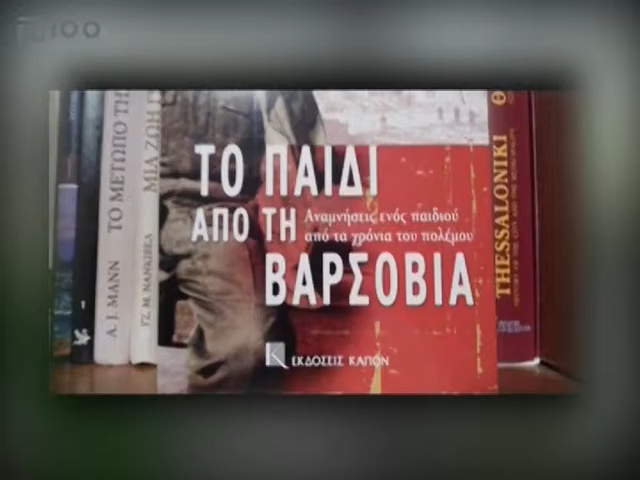 ΤΟ ΠΑΙΔΙ
ΑΠΟ ΤΗ
Αναμνήσεις ενός παιδιού
από τα χρόνια του πολέμου
ΒΑΡΣΟΒΙΑ
ΕΚΔΟΣΕΙΣ ΚΑΠΟΝ
A. J. MANN ΤΟ ΜΕΤΩΠΟ ΤΗ
ΓΖ. Μ. ΝΑΝΚΙΒΕΛ ΜΙΑ ΖΩΗ Γ
THESSALONIKI